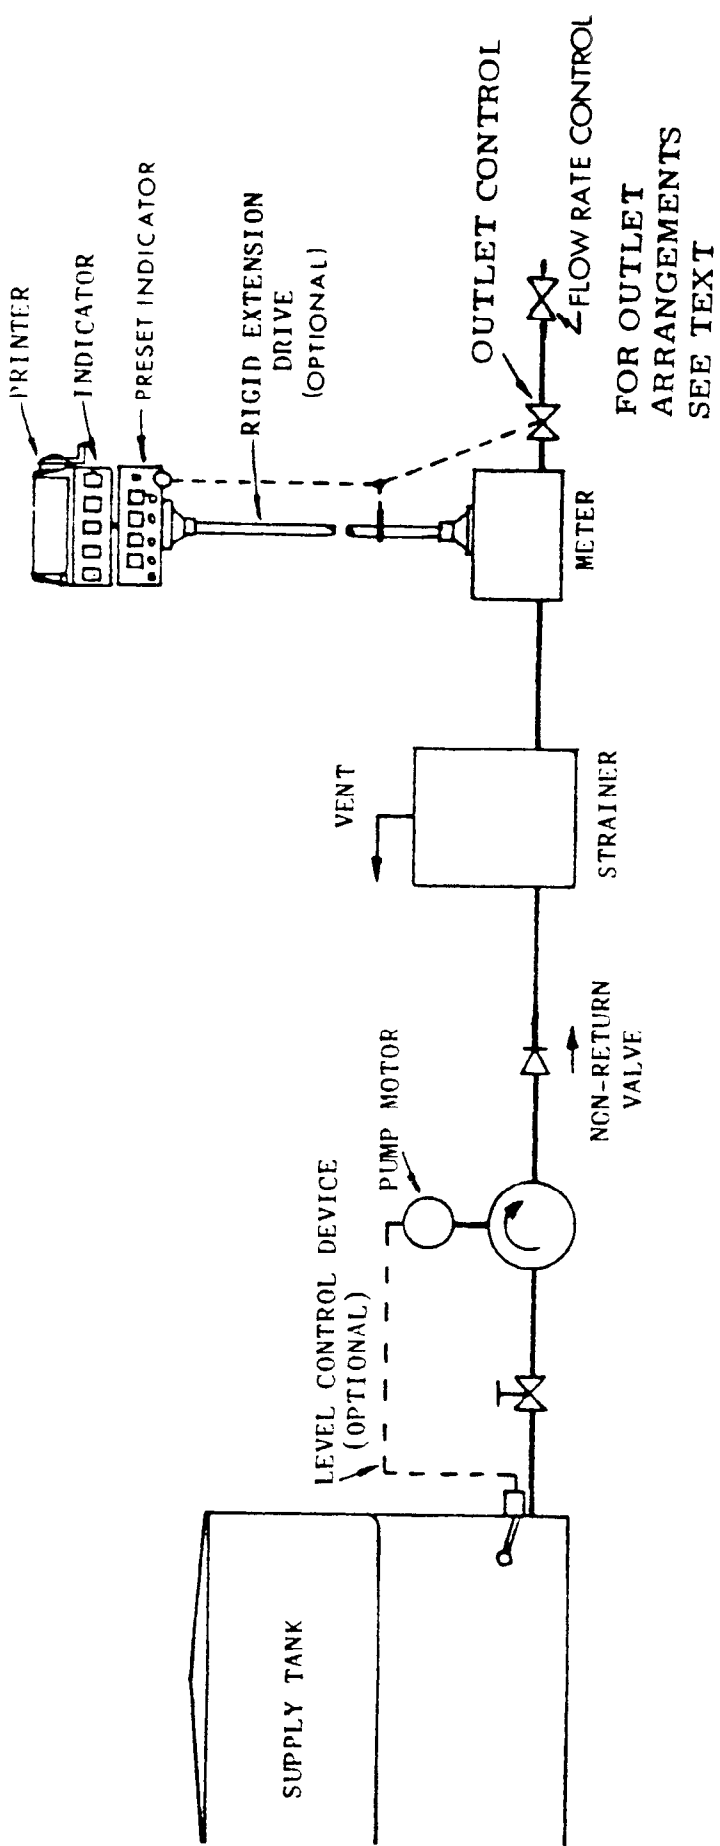 SUPPLY TANK
LEVEL CONTROL DEVICE
(OPTIONAL)
PUMP MOTOR
NCN-RETURN
VALVE
VENT
STRAINER
PRINTER
INDICATOR
PRESET INDICATOR
RIGID EXTENSION
DRIVE
(OPTIONAL)
METER
OUTLET CONTROL
FLOW RATE CONTROL
FOR OUTLET
ARRANGEMENTS
SEE TEXT